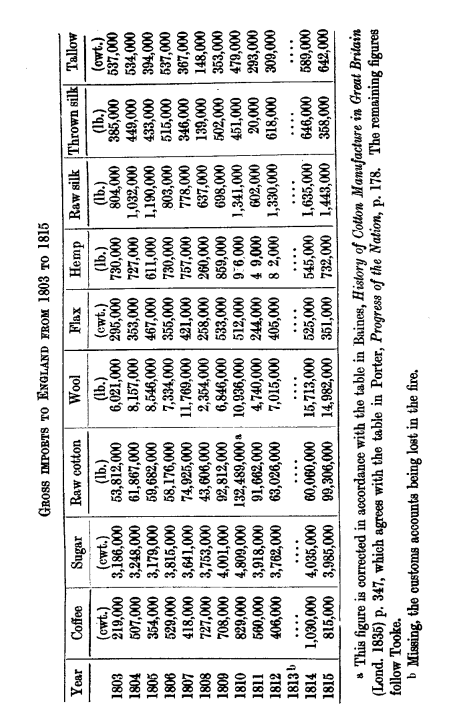 GROSS IMPORTS TO ENGLAND FROM 1803 TO 1815
Year Coffee Sugar Raw cotton Wool Flax Hemp Raw silk Thrown silk Tallow
(cwt.) (cwt.) (lb.) (lb.) (cwt.) (lb.) (lb.) (lb.) (cwt.)
1803 219,000 3,186,000 53,812,000 6,021,000 295,000 730,000 804,000 385,000 537,000
1804 507,000 3,248,000 61,867,000 8,157,000 353,000 727,000 1,032,000 449,000 534,000
1805 354,000 3,179,000 59,682,000 8,546,000 467,000 611,000 1,190,000 433,000 394,000
1806 529,000 3,815,000 58,176,000 7,334,000 355,000 730,000 803,000 515,000 537,000
1807 418,000 3,641,000 74,925,000 11,769,000 421,000 757,000 778,000 346,000 367,000
1808 727,000 3,753,000 43,606,000 2,354,000 258,000 260,000 637,000 139,000 148,000
1809 708,000 4,001,000 92,812,000 6,846,000 533,000 859,000 698,000 502,000 353,000
1810 829,000 4,809,000 132,489,000 a 10,936,000 512,000 9 6,000 1,341,000 451,000 479,000
1811 560,000 3,918,000 91,662,000 4,740,000 244,000 4 9,000 602,000 20,000 293,000
1812 406,000 3,762,000 63,026,000 7,015,000 405,000 8 2,000 1,330,000 618,000 309,000
1813 b .... .... .... .... .... .... .... .... ....
1814 1,030,000 4,035,000 60,060,000 15,713,000 525,000 545,000 1,635,000 646,000 589,000
1815 815,000 3,985,000 99,306,000 14,982,000 351,000 732,000 1,443,000 358,000 642,000
a This figure is corrected in accordance with the table in Baines, History of Cotton Manufacture in Great Britain
(Lond. 1835) p. 347, which agrees with the table in Porter, Progress of the Nation, p. 178. The remaining figures
follow Tooke.
b Missing, the customs accounts being lost in the fire.